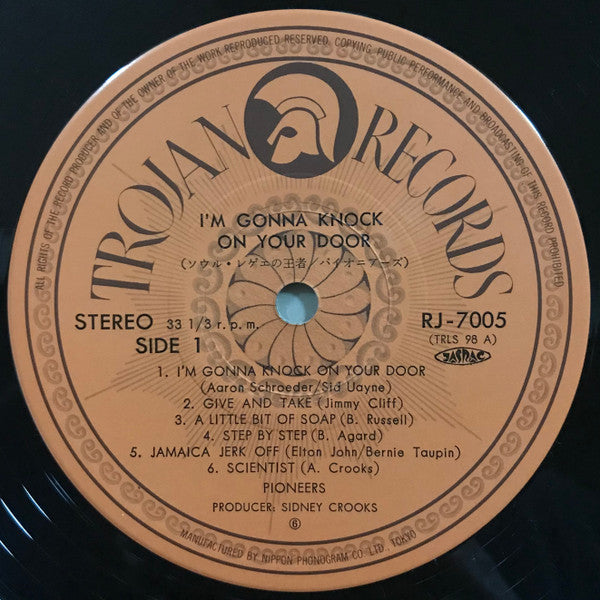 ALL RIGHTS OF THE RECORD PRODUCER AND OF THE OWNER OF THE WORK REPRODUCED RESERVED. COPYING, PUBLIC PERFORMANCE AND BROADCASTING OF THIS RECORD PROHIBITED.
TROJAN RECORDS
I'M GONNA KNOCK
ON YOUR DOOR
(ソウル・レゲエの王者/パイオニアーズ)
STEREO 33 1/3 r.p.m.
RJ-7005
SIDE 1
(TRLS 98 A)
JASRAC
1. I'M GONNA KNOCK ON YOUR DOOR
(Aaron Schroeder/Sid Uayne)
2. GIVE AND TAKE (Jimmy Cliff)
3. A LITTLE BIT OF SOAP (B. Russell)
4. STEP BY STEP (B. Agard)
5. JAMAICA JERK OFF (Elton John/Bernie Taupin)
6. SCIENTIST (A. Crooks)
PIONEERS
PRODUCER: SIDNEY CROOKS
⑥
MANUFACTURED BY NIPPON PHONOGRAM CO. LTD., TOKYO